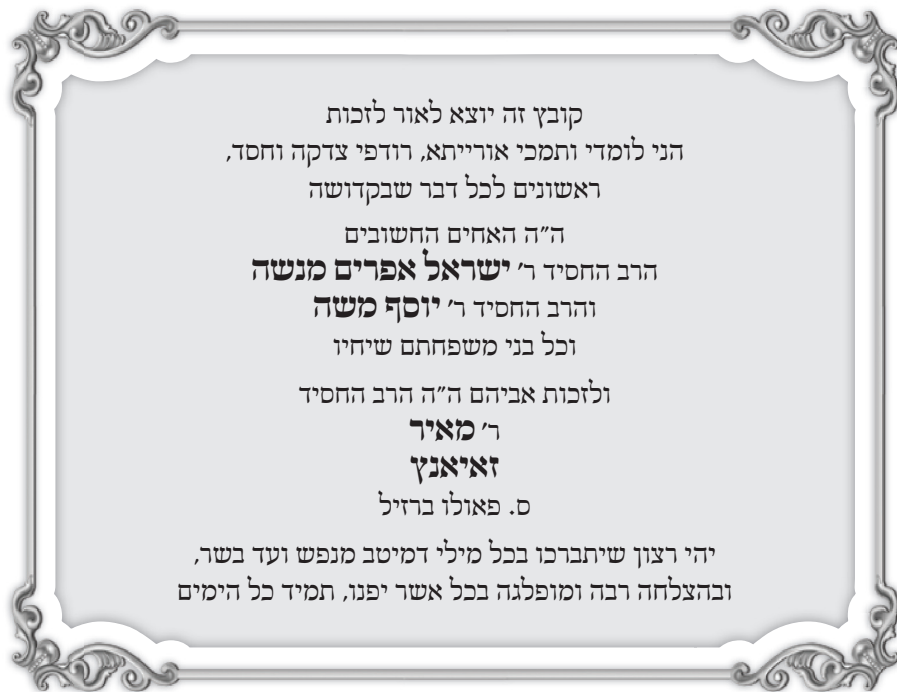 קובץ זה יוצא לאור לזכות
הני לומדי ותמכי אורייתא, רודפי צדקה וחסד,
ראשונים לכל דבר שבקדושה
ה״ה האחים החשובים
הרב החסיד ר׳ ישראל אפרים מנשה
והרב החסיד ר׳ יוסף משה
וכל בני משפחתם שיחיו
ולזכות אביהם ה״ה הרב החסיד
ר׳ מאיר
זאיאנץ
ס. פאולו ברזיל
יהי רצון שיתברכו בכל מילי דמיטב מנפש ועד בשר,
ובהצלחה רבה ומופלגה בכל אשר יפנו, תמיד כל הימים